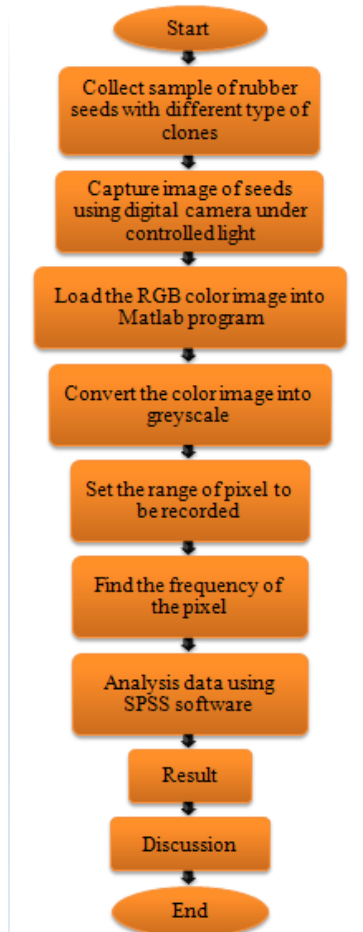 Start
Collect sample of rubber
seeds with different type of
clones
Capture image of seeds
using digital camera under
controlled light
Load the RGB color image into
Matlab program
Convert the color image into
greyscale
Set the range of pixel to
be recorded
Find the frequency of
the pixel
Analysis data using
SPSS software
Result
Discussion
End